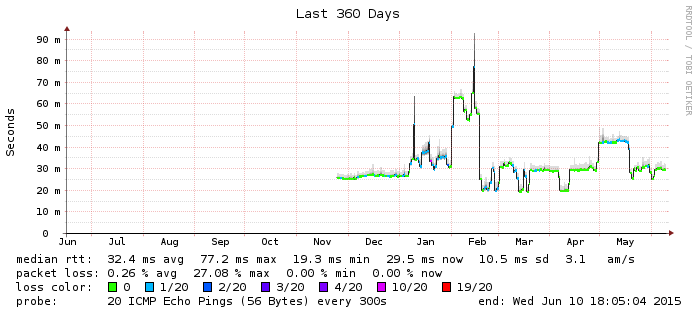 Last 360 Days
RRDTOOL / TOBI OETIKER
Seconds
90 m
80 m
70 m
60 m
50 m
40 m
30 m
20 m
10 m
0
Jun Jul Aug Sep Oct Nov Dec Jan Feb Mar Apr May
median rtt: 32.4 ms avg 77.2 ms max 19.3 ms min 29.5 ms now 10.5 ms sd 3.1 am/s
packet loss: 0.26 % avg 27.08 % max 0.00 % min 0.00 % now
loss color: 0 1/20 2/20 3/20 4/20 10/20 19/20
probe: 20 ICMP Echo Pings (56 Bytes) every 300s end: Wed Jun 10 18:05:04 2015